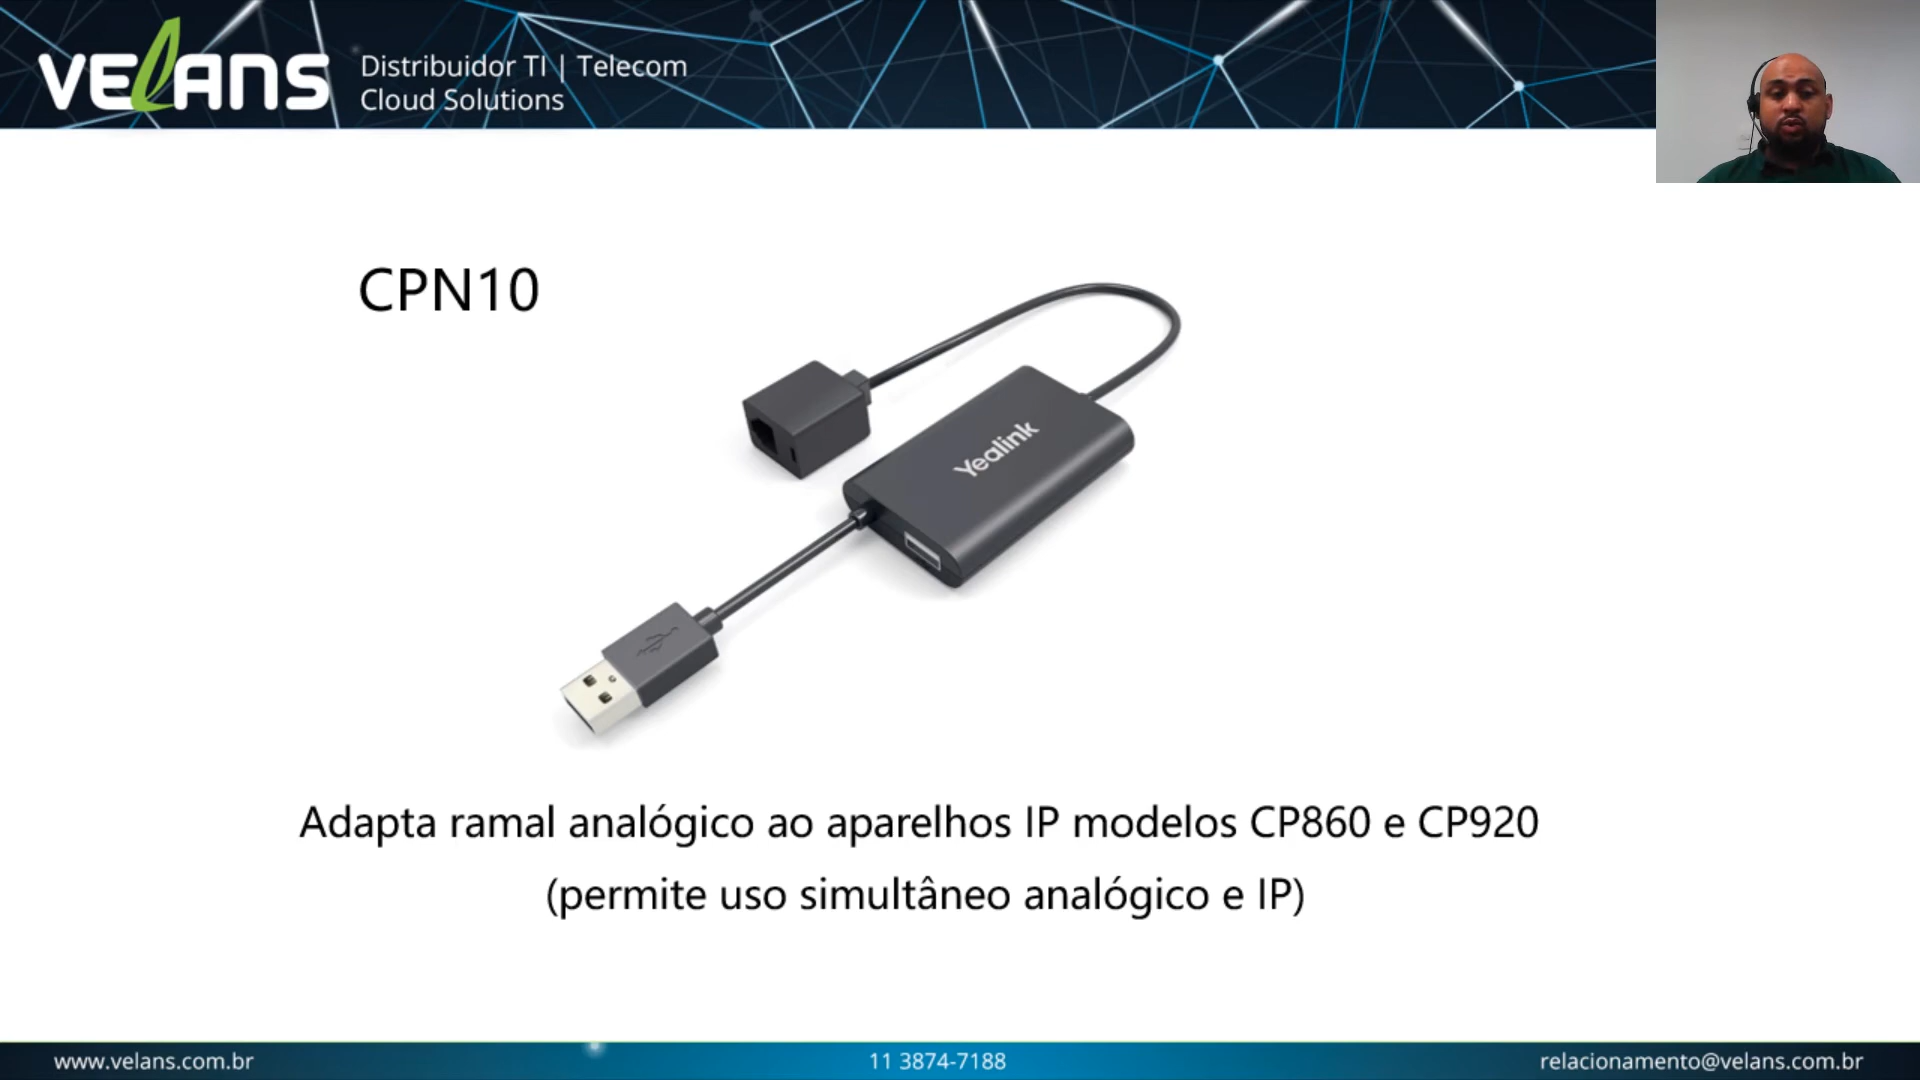 VELANS
Distribuidor TI | Telecom
Cloud Solutions
CPN10
Yealink
Adapta ramal analógico ao aparelhos IP modelos CP860 e CP920
(permite uso simultâneo analógico e IP)
www.velans.com.br
11 3874-7188
relacionamento@velans.com.br